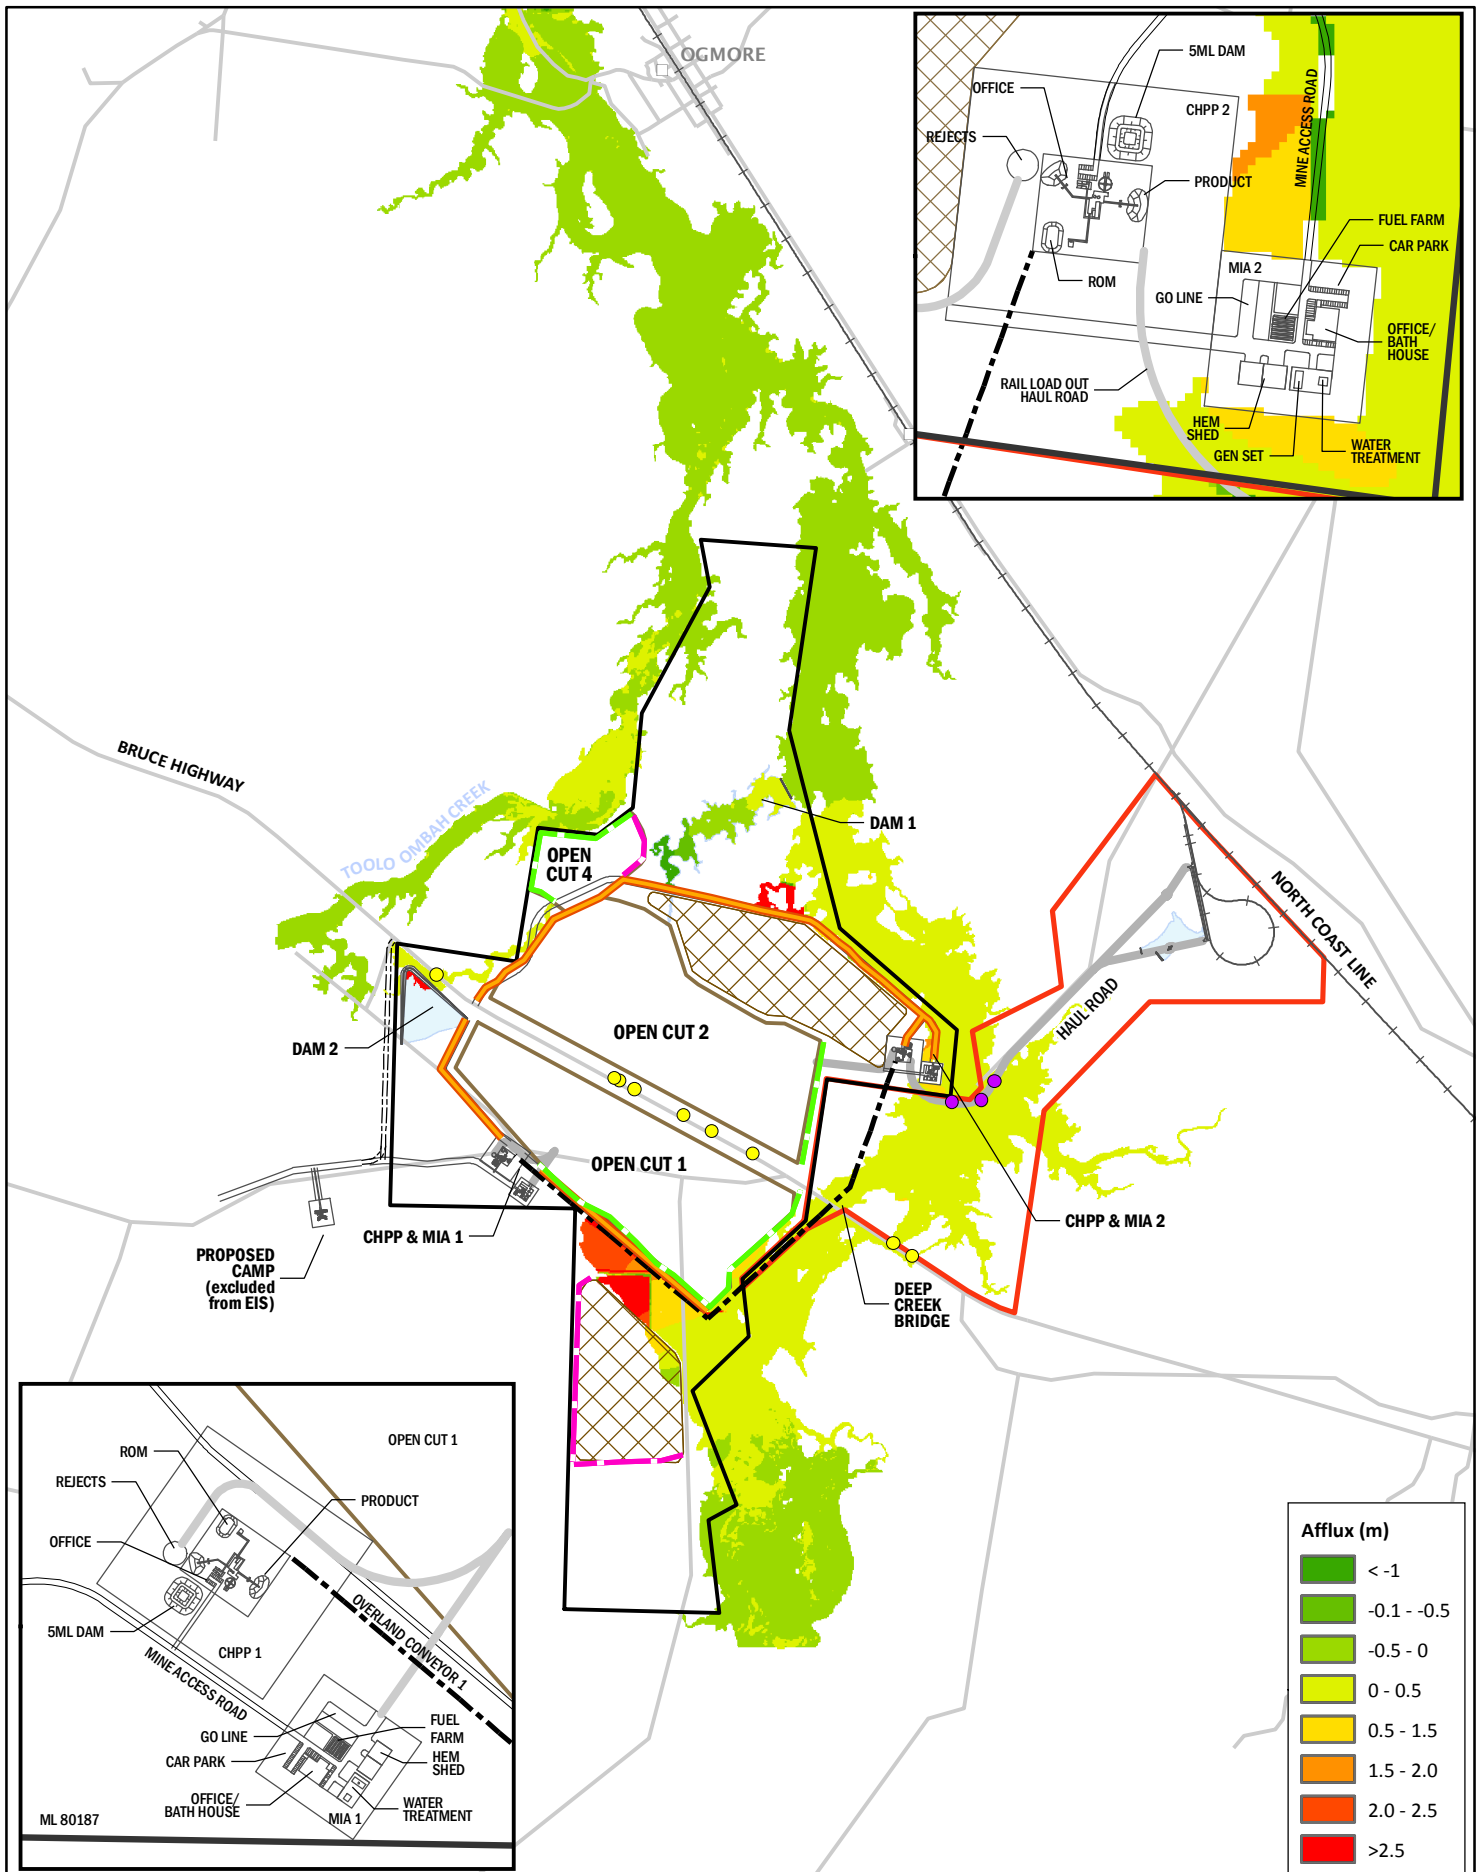 OGMORE
5ML DAM
OFFICE
CHPP 2
REJECTS
MINE ACCESS ROAD
PRODUCT
FUEL FARM
CAR PARK
MIA 2
ROM
GO LINE
OFFICE/
BATH
HOUSE
RAIL LOAD OUT
HAUL ROAD
HEM
SHED
GEN SET
WATER
TREATMENT
BRUCE HIGHWAY
TOOLO OMBAH CREEK
DAM 1
OPEN
CUT 4
NORTH COAST LINE
HAUL ROAD
OPEN CUT 2
DAM 2
OPEN CUT 1
CHPP & MIA 1
CHPP & MIA 2
PROPOSED
CAMP
(excluded
from EIS)
DEEP
CREEK
BRIDGE
OPEN CUT 1
ROM
REJECTS
PRODUCT
OFFICE
5ML DAM
CHPP 1
OVERLAND CONVEYOR 1
MINE ACCESS ROAD
GO LINE
FUEL
FARM
CAR PARK
HEM
SHED
OFFICE/
BATH HOUSE
WATER
TREATMENT
MIA 1
ML 80187
Afflux (m)
< -1
-0.1 - -0.5
-0.5 - 0
0 - 0.5
0.5 - 1.5
1.5 - 2.0
2.0 - 2.5
>2.5